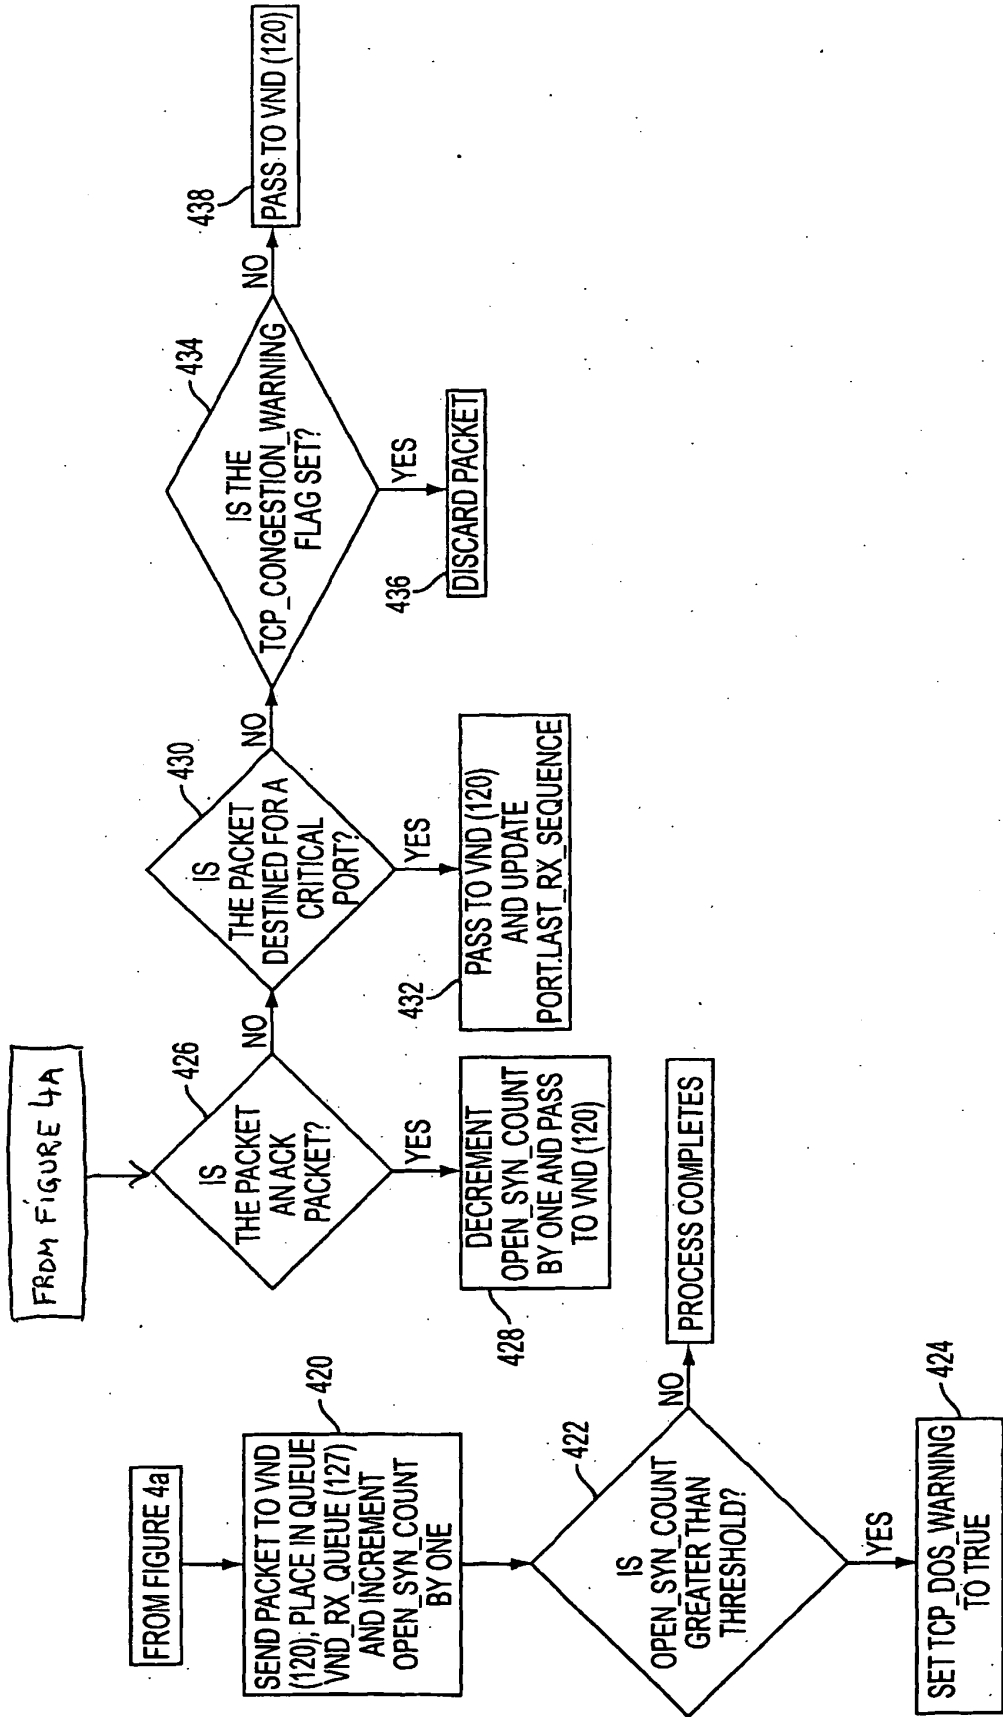 FROM FIGURE 4a
SEND PACKET TO VND
(120), PLACE IN QUEUE
VND_RX_QUEUE (127)
AND INCREMENT
OPEN_SYN_COUNT
BY ONE
420
IS
OPEN_SYN_COUNT
GREATER THAN
THRESHOLD?
422
NO
PROCESS COMPLETES
YES
SET TCP_DOS_WARNING
TO TRUE
424
FROM FIGURE 4A
IS
THE PACKET
AN ACK
PACKET?
426
YES
DECREMENT
OPEN_SYN_COUNT
BY ONE AND PASS
TO VND (120)
428
NO
IS
THE PACKET
DESTINED FOR A
CRITICAL
PORT?
430
YES
PASS TO VND (120)
AND UPDATE
PORT.LAST_RX_SEQUENCE
432
NO
IS THE
TCP_CONGESTION_WARNING
FLAG SET?
434
YES
DISCARD PACKET
436
NO
PASS TO VND (120)
438